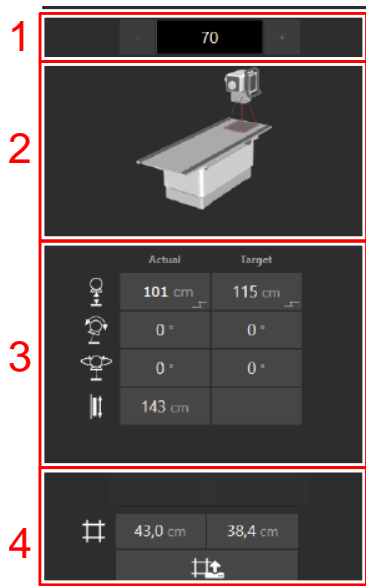 1
- 70 +
2
Actual Target
101 cm 115 cm
0 ° 0 °
3
0 ° 0 °
143 cm
4
43,0 cm 38,4 cm